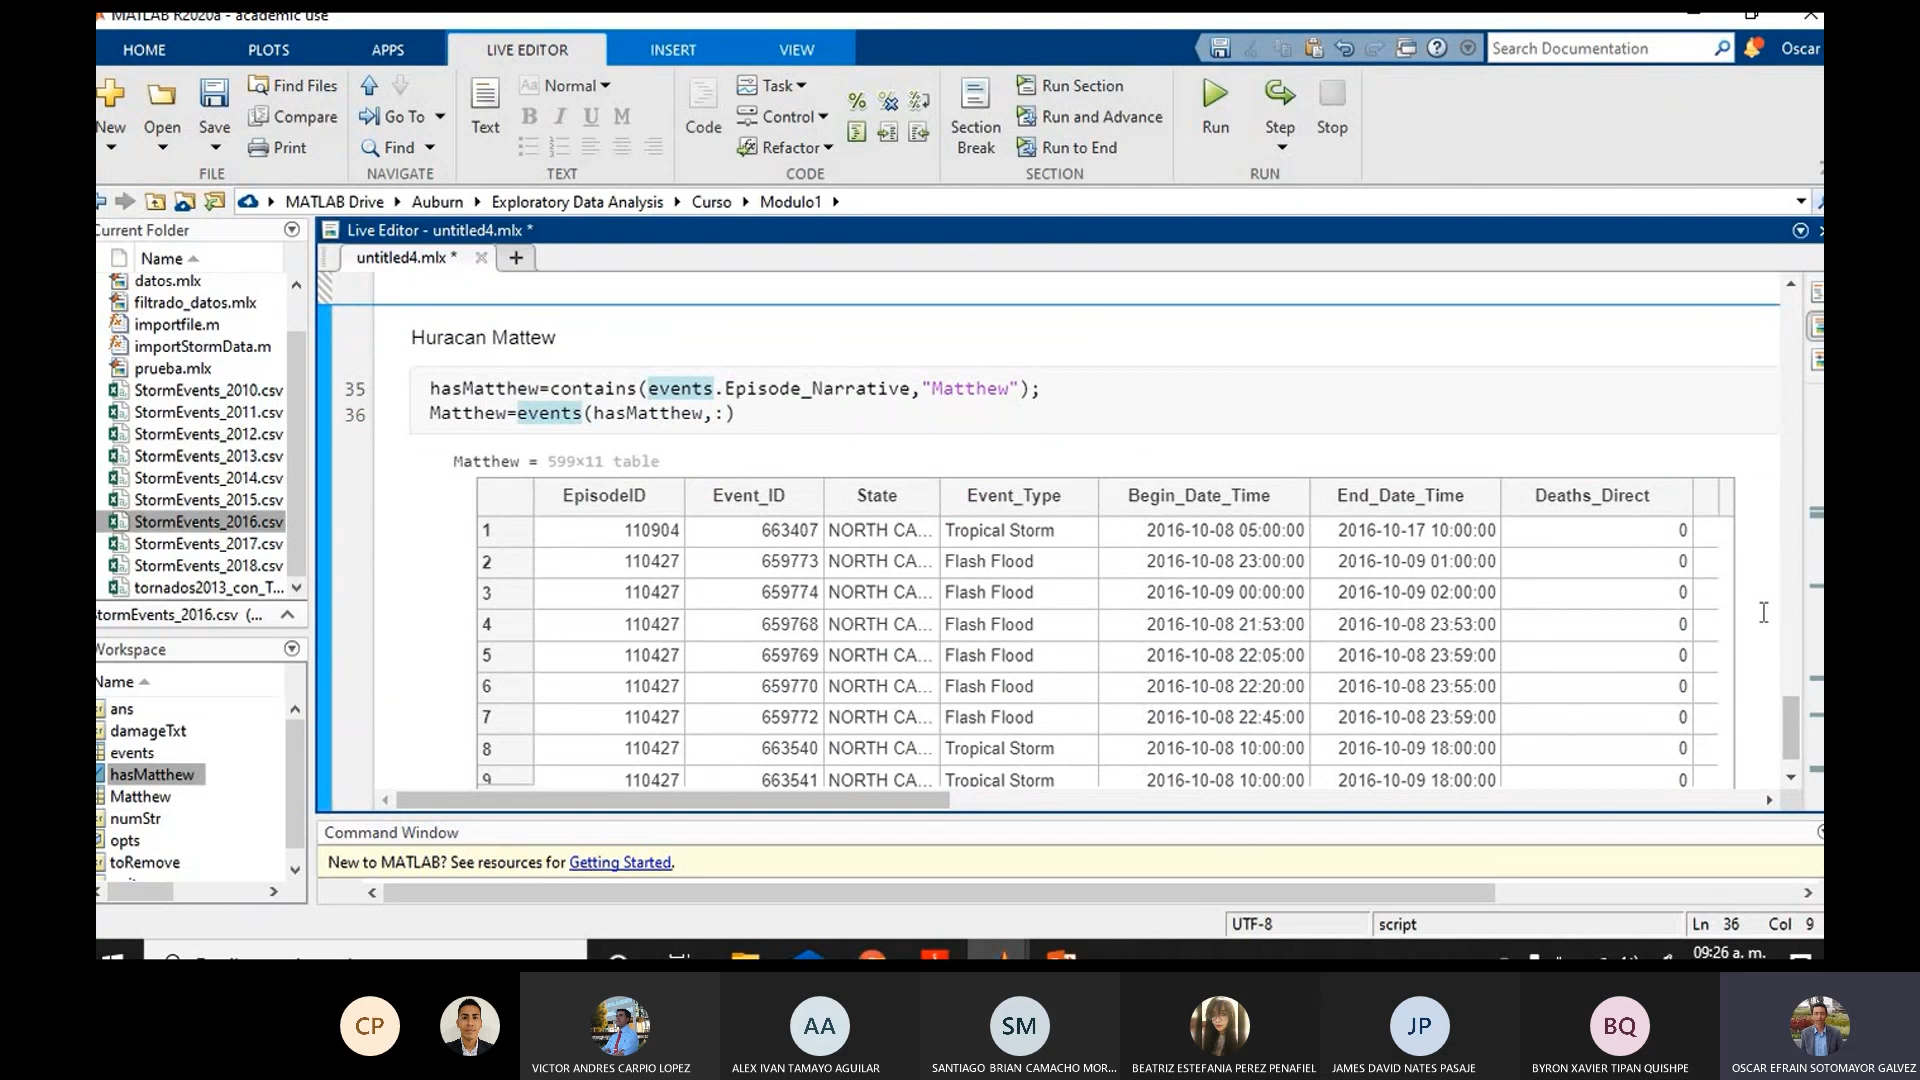 MATLAB R2020a - academic use
HOME PLOTS APPS LIVE EDITOR INSERT VIEW
Search Documentation Oscar
New Open Save Find Files Compare Print
Go To Find
Text Normal
B I U M
Code Task Control Refactor
Section Break Run Section Run and Advance Run to End
Run Step Stop
FILE NAVIGATE TEXT CODE SECTION RUN
MATLAB Drive Auburn Exploratory Data Analysis Curso Modulo1
Current Folder
Name
datos.mlx
filtrado_datos.mlx
importfile.m
importStormData.m
prueba.mlx
StormEvents_2010.csv
StormEvents_2011.csv
StormEvents_2012.csv
StormEvents_2013.csv
StormEvents_2014.csv
StormEvents_2015.csv
StormEvents_2016.csv
StormEvents_2017.csv
StormEvents_2018.csv
tornados2013_con_T...
tormEvents_2016.csv (...
Workspace
Name
ans
damageTxt
events
hasMatthew
Matthew
numStr
opts
toRemove
Live Editor - untitled4.mlx *
untitled4.mlx *
Huracan Mattew
35 hasMatthew=contains(events.Episode_Narrative,"Matthew");
36 Matthew=events(hasMatthew,:)
Matthew = 599×11 table
EpisodeID Event_ID State Event_Type Begin_Date_Time End_Date_Time Deaths_Direct
1 110904 663407 NORTH CA... Tropical Storm 2016-10-08 05:00:00 2016-10-17 10:00:00 0
2 110427 659773 NORTH CA... Flash Flood 2016-10-08 23:00:00 2016-10-09 01:00:00 0
3 110427 659774 NORTH CA... Flash Flood 2016-10-09 00:00:00 2016-10-09 02:00:00 0
4 110427 659768 NORTH CA... Flash Flood 2016-10-08 21:53:00 2016-10-08 23:53:00 0
5 110427 659769 NORTH CA... Flash Flood 2016-10-08 22:05:00 2016-10-08 23:59:00 0
6 110427 659770 NORTH CA... Flash Flood 2016-10-08 22:20:00 2016-10-08 23:55:00 0
7 110427 659772 NORTH CA... Flash Flood 2016-10-08 22:45:00 2016-10-08 23:59:00 0
8 110427 663540 NORTH CA... Tropical Storm 2016-10-08 10:00:00 2016-10-09 18:00:00 0
9 110427 663541 NORTH CA... Tropical Storm 2016-10-08 10:00:00 2016-10-09 18:00:00 0
Command Window
New to MATLAB? See resources for Getting Started.
UTF-8 script Ln 36 Col 9
09:26 a. m.
CP AA SM JP BQ
VICTOR ANDRES CARPIO LOPEZ
ALEX IVAN TAMAYO AGUILAR
SANTIAGO BRIAN CAMACHO MOR...
BEATRIZ ESTEFANIA PEREZ PENAFIEL
JAMES DAVID NATES PASAJE
BYRON XAVIER TIPAN QUISHPE
OSCAR EFRAIN SOTOMAYOR GALVEZ